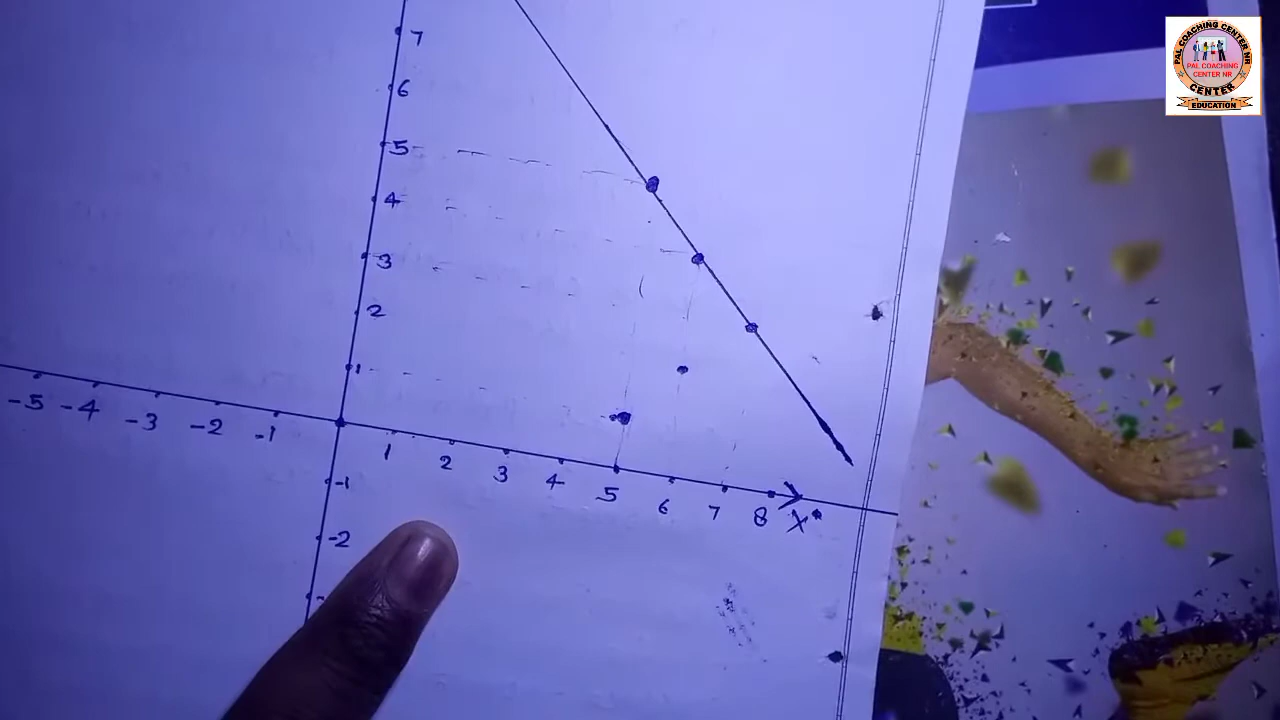 PAL COACHING CENTER NR
PAL COACHING
CENTER NR
CENTER
EDUCATION
7
6
5
4
3
2
1
-5 -4 -3 -2 -1
1 2 3 4 5 6 7 8 X
-1
-2